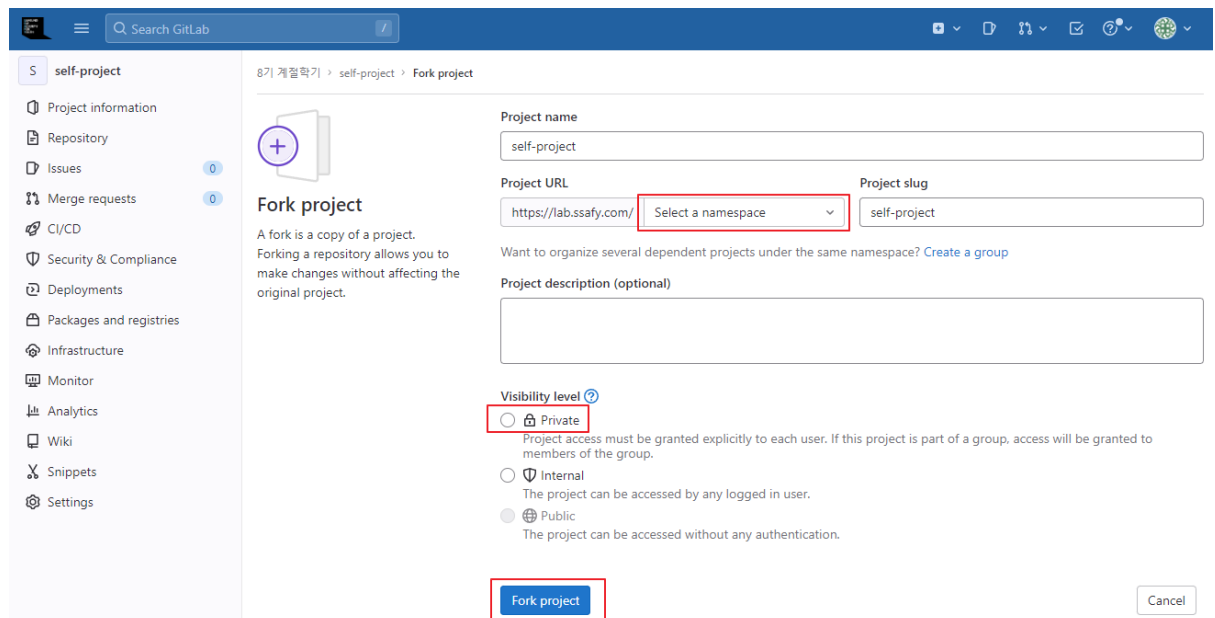 Search GitLab
/
S self-project
8기 계절학기 › self-project › Fork project
Project information
Repository
Issues 0
Merge requests 0
CI/CD
Security & Compliance
Deployments
Packages and registries
Infrastructure
Monitor
Analytics
Wiki
Snippets
Settings
Fork project
A fork is a copy of a project.
Forking a repository allows you to
make changes without affecting the
original project.
Project name
self-project
Project URL
https://lab.ssafy.com/
Select a namespace
Project slug
self-project
Want to organize several dependent projects under the same namespace? Create a group
Project description (optional)
Visibility level
Private
Project access must be granted explicitly to each user. If this project is part of a group, access will be granted to
members of the group.
Internal
The project can be accessed by any logged in user.
Public
The project can be accessed without any authentication.
Fork project
Cancel